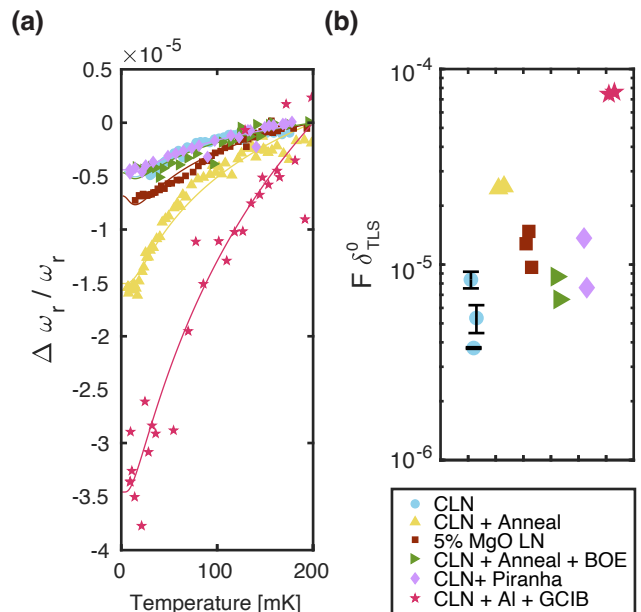 (a)
(b)
×10⁻⁵
0.5
0
-0.5
-1
-1.5
-2
-2.5
-3
-3.5
-4
Δ ω_r / ω_r
0 100 200
Temperature [mK]
10⁻⁴
10⁻⁵
10⁻⁶
F δ⁰_TLS
CLN
CLN + Anneal
5% MgO LN
CLN + Anneal + BOE
CLN+ Piranha
CLN + Al + GCIB